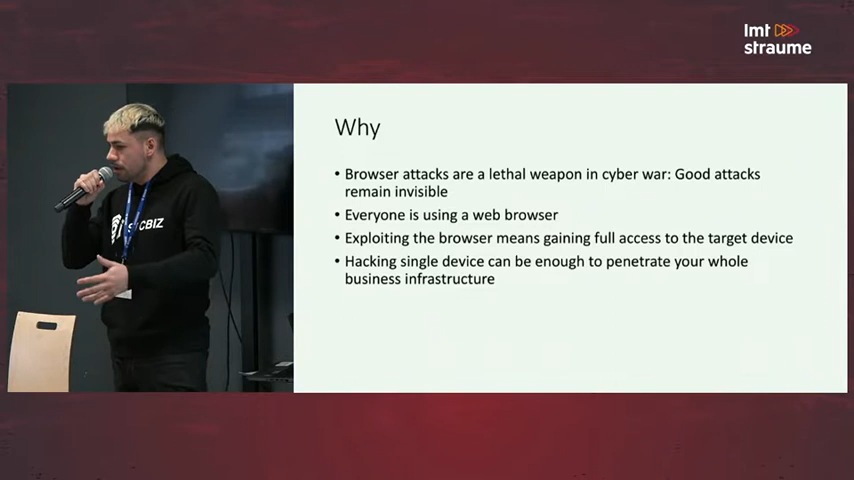 lmt
straume
Why
• Browser attacks are a lethal weapon in cyber war: Good attacks
remain invisible
• Everyone is using a web browser
• Exploiting the browser means gaining full access to the target device
• Hacking single device can be enough to penetrate your whole
business infrastructure